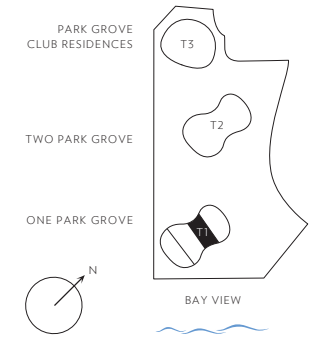 PARK GROVE
CLUB RESIDENCES
T3
T2
TWO PARK GROVE
ONE PARK GROVE
T1
N
BAY VIEW